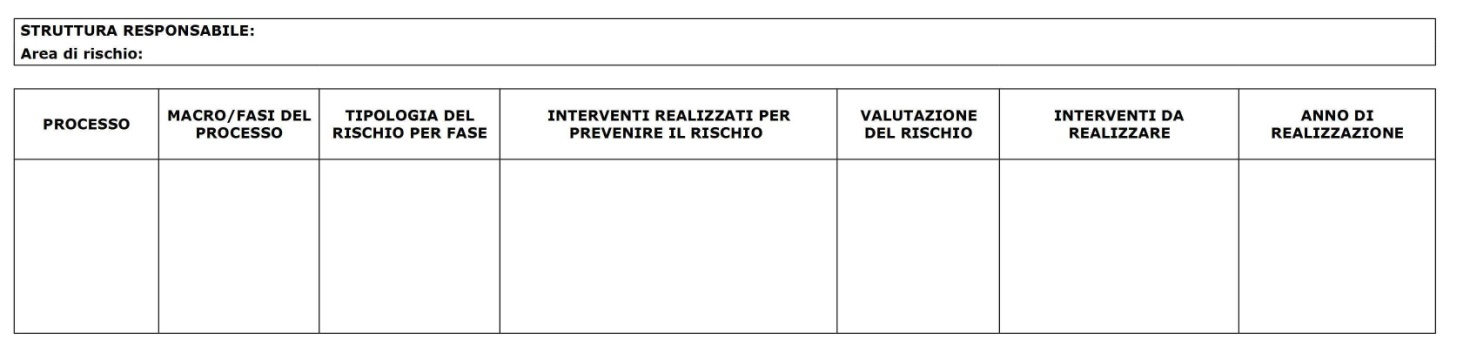 STRUTTURA RESPONSABILE:
Area di rischio:
PROCESSO
MACRO/FASI DEL
PROCESSO
TIPOLOGIA DEL
RISCHIO PER FASE
INTERVENTI REALIZZATI PER
PREVENIRE IL RISCHIO
VALUTAZIONE
DEL RISCHIO
INTERVENTI DA
REALIZZARE
ANNO DI
REALIZZAZIONE